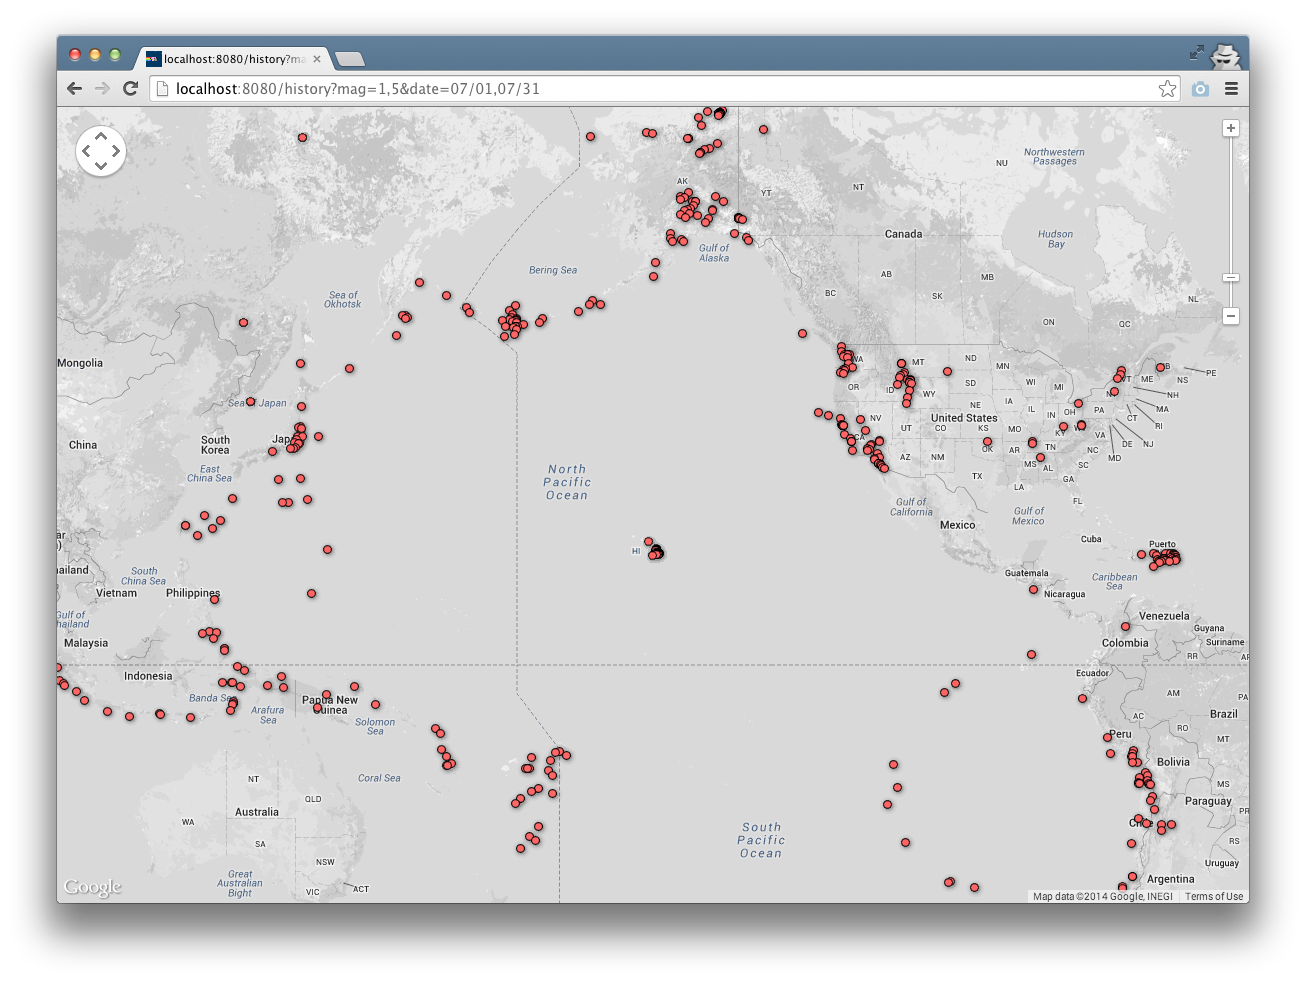 localhost:8080/history?ma
localhost:8080/history?mag=1,5&date=07/01,07/31
Northwestern
Passages
NU
AK
YT
NT
Canada
Hudson
Bay
Gulf of
Alaska
Bering Sea
Sea of
Okhotsk
AB
MB
BC
SK
NL
ON
QC
Mongolia
WA
MT
ND
MN
PE
NS
NH
VT
ME
OR
ID
SD
WI
MI
WY
Sea of Japan
NE
IA
IL
IN
OH
PA
MA
CT
RI
NV
United States
UT
CO
KS
MO
KY
VA
DE
NJ
MD
China
South
Korea
CA
AZ
NM
OK
AR
TN
NC
MS
AL
SC
East
China Sea
TX
GA
LA
FL
North
Pacific
Ocean
Gulf of
California
Gulf of
Mexico
Mexico
HI
Cuba
Puerto
South
China Sea
Guatemala
Caribbean
Sea
Vietnam
Philippines
Nicaragua
Gulf of
Malaysia
Venezuela
Guyana
Suriname
Colombia
RR
Indonesia
Ecuador
Banda Sea
Arafura
Sea
Papua New
Guinea
Solomon
Sea
AM
PA
AC
Brazil
RO
Peru
MT
Bolivia
Coral Sea
NT
QLD
MS
Australia
WA
Paraguay
PR
SA
South
Pacific
Ocean
Chile
NSW
RS
Uruguay
Great
Australian
Bight
VIC
ACT
Argentina
Google
Map data ©2014 Google, INEGI
Terms of Use